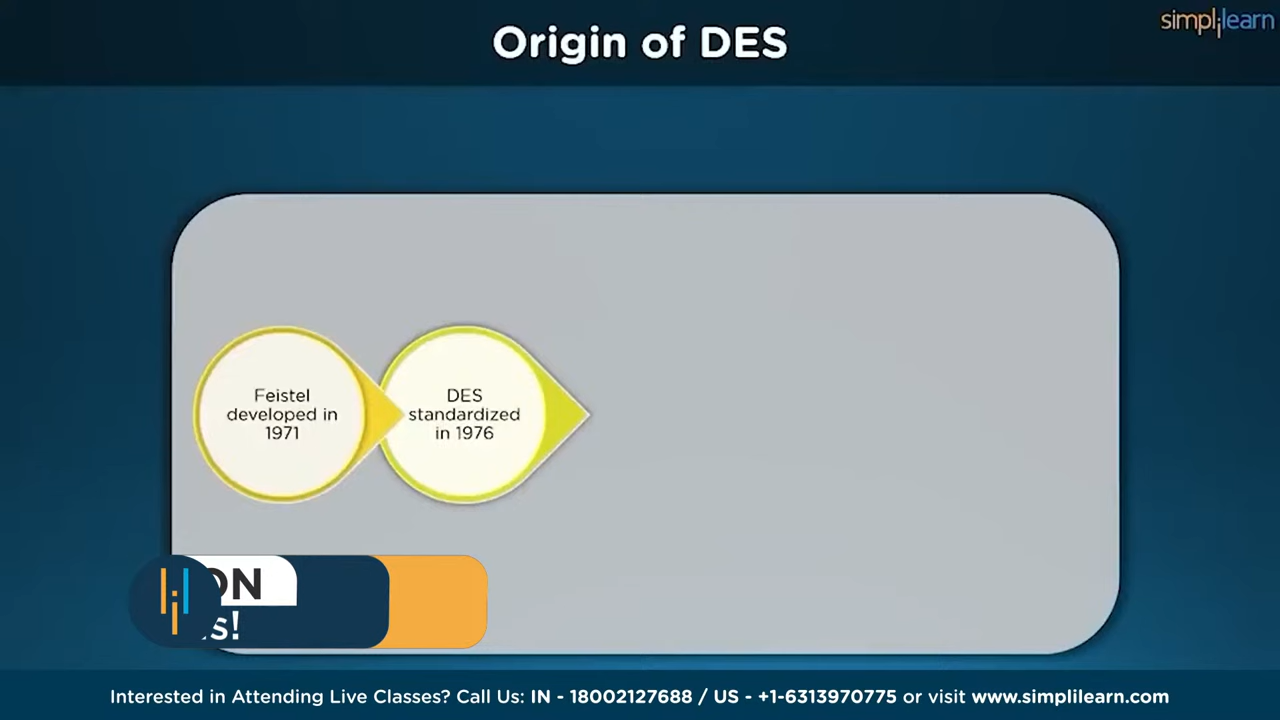 Origin of DES
simplilearn
Feistel
developed in
1971
DES
standardized
in 1976
Interested in Attending Live Classes? Call Us: IN - 18002127688 / US - +1-6313970775 or visit www.simplilearn.com